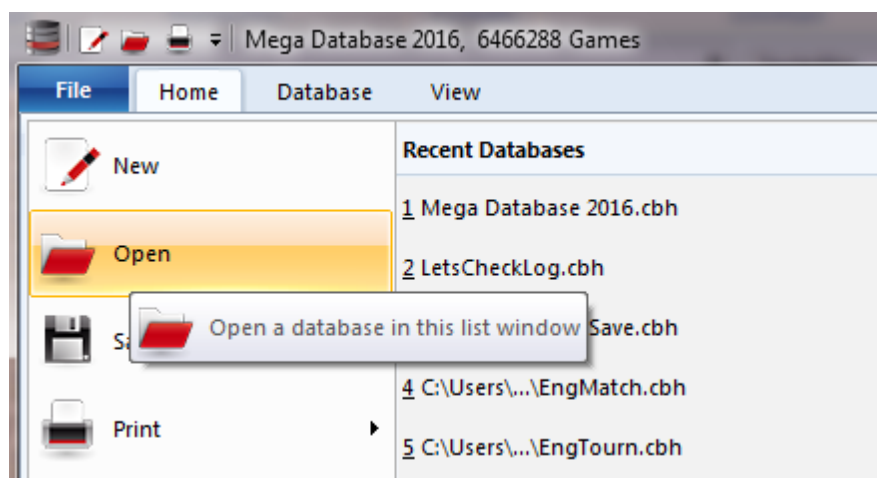 Mega Database 2016, 6466288 Games
File Home Database View
New
Open
Open a database in this list window
Print
Recent Databases
1 Mega Database 2016.cbh
2 LetsCheckLog.cbh
Save.cbh
4 C:\Users\...\EngMatch.cbh
5 C:\Users\...\EngTourn.cbh